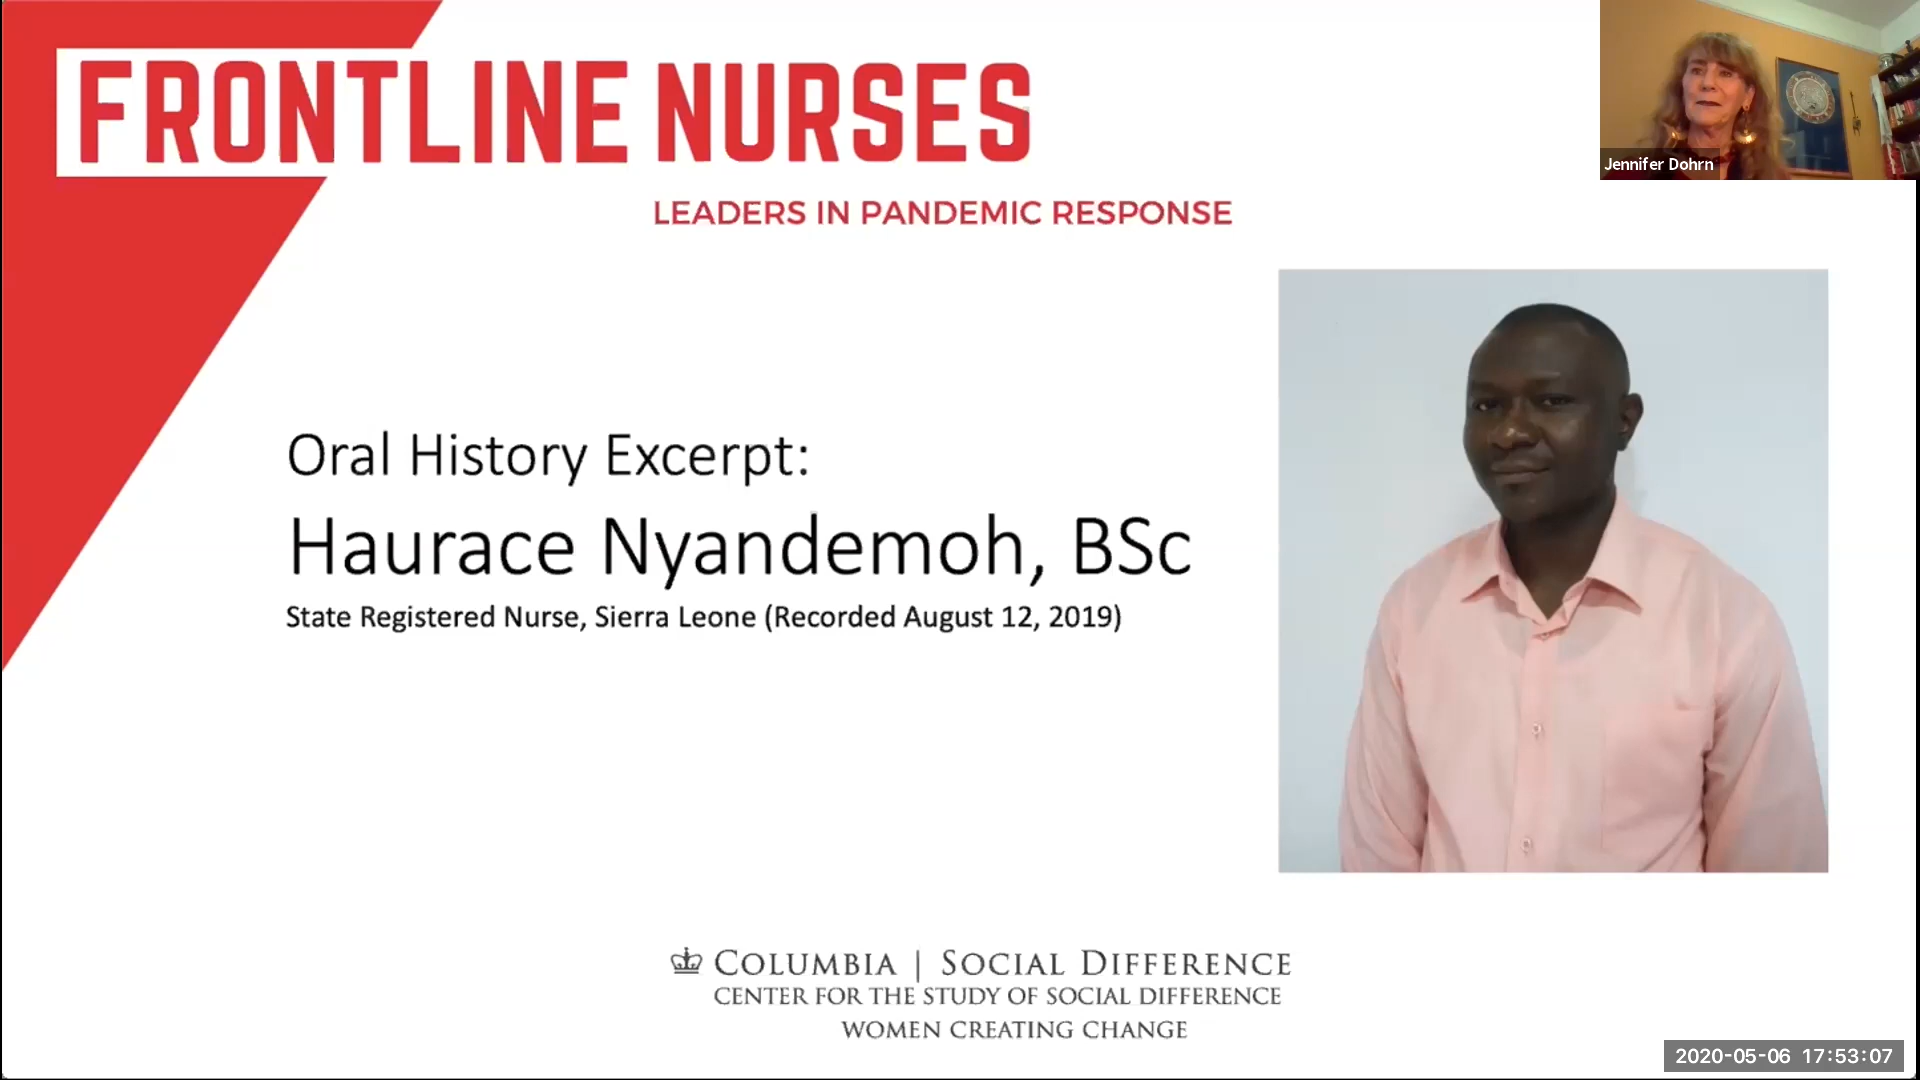 FRONTLINE NURSES
LEADERS IN PANDEMIC RESPONSE
Jennifer Dohrn
Oral History Excerpt:
Haurace Nyandemoh, BSc
State Registered Nurse, Sierra Leone (Recorded August 12, 2019)
COLUMBIA | SOCIAL DIFFERENCE
CENTER FOR THE STUDY OF SOCIAL DIFFERENCE
WOMEN CREATING CHANGE
2020-05-06 17:53:07